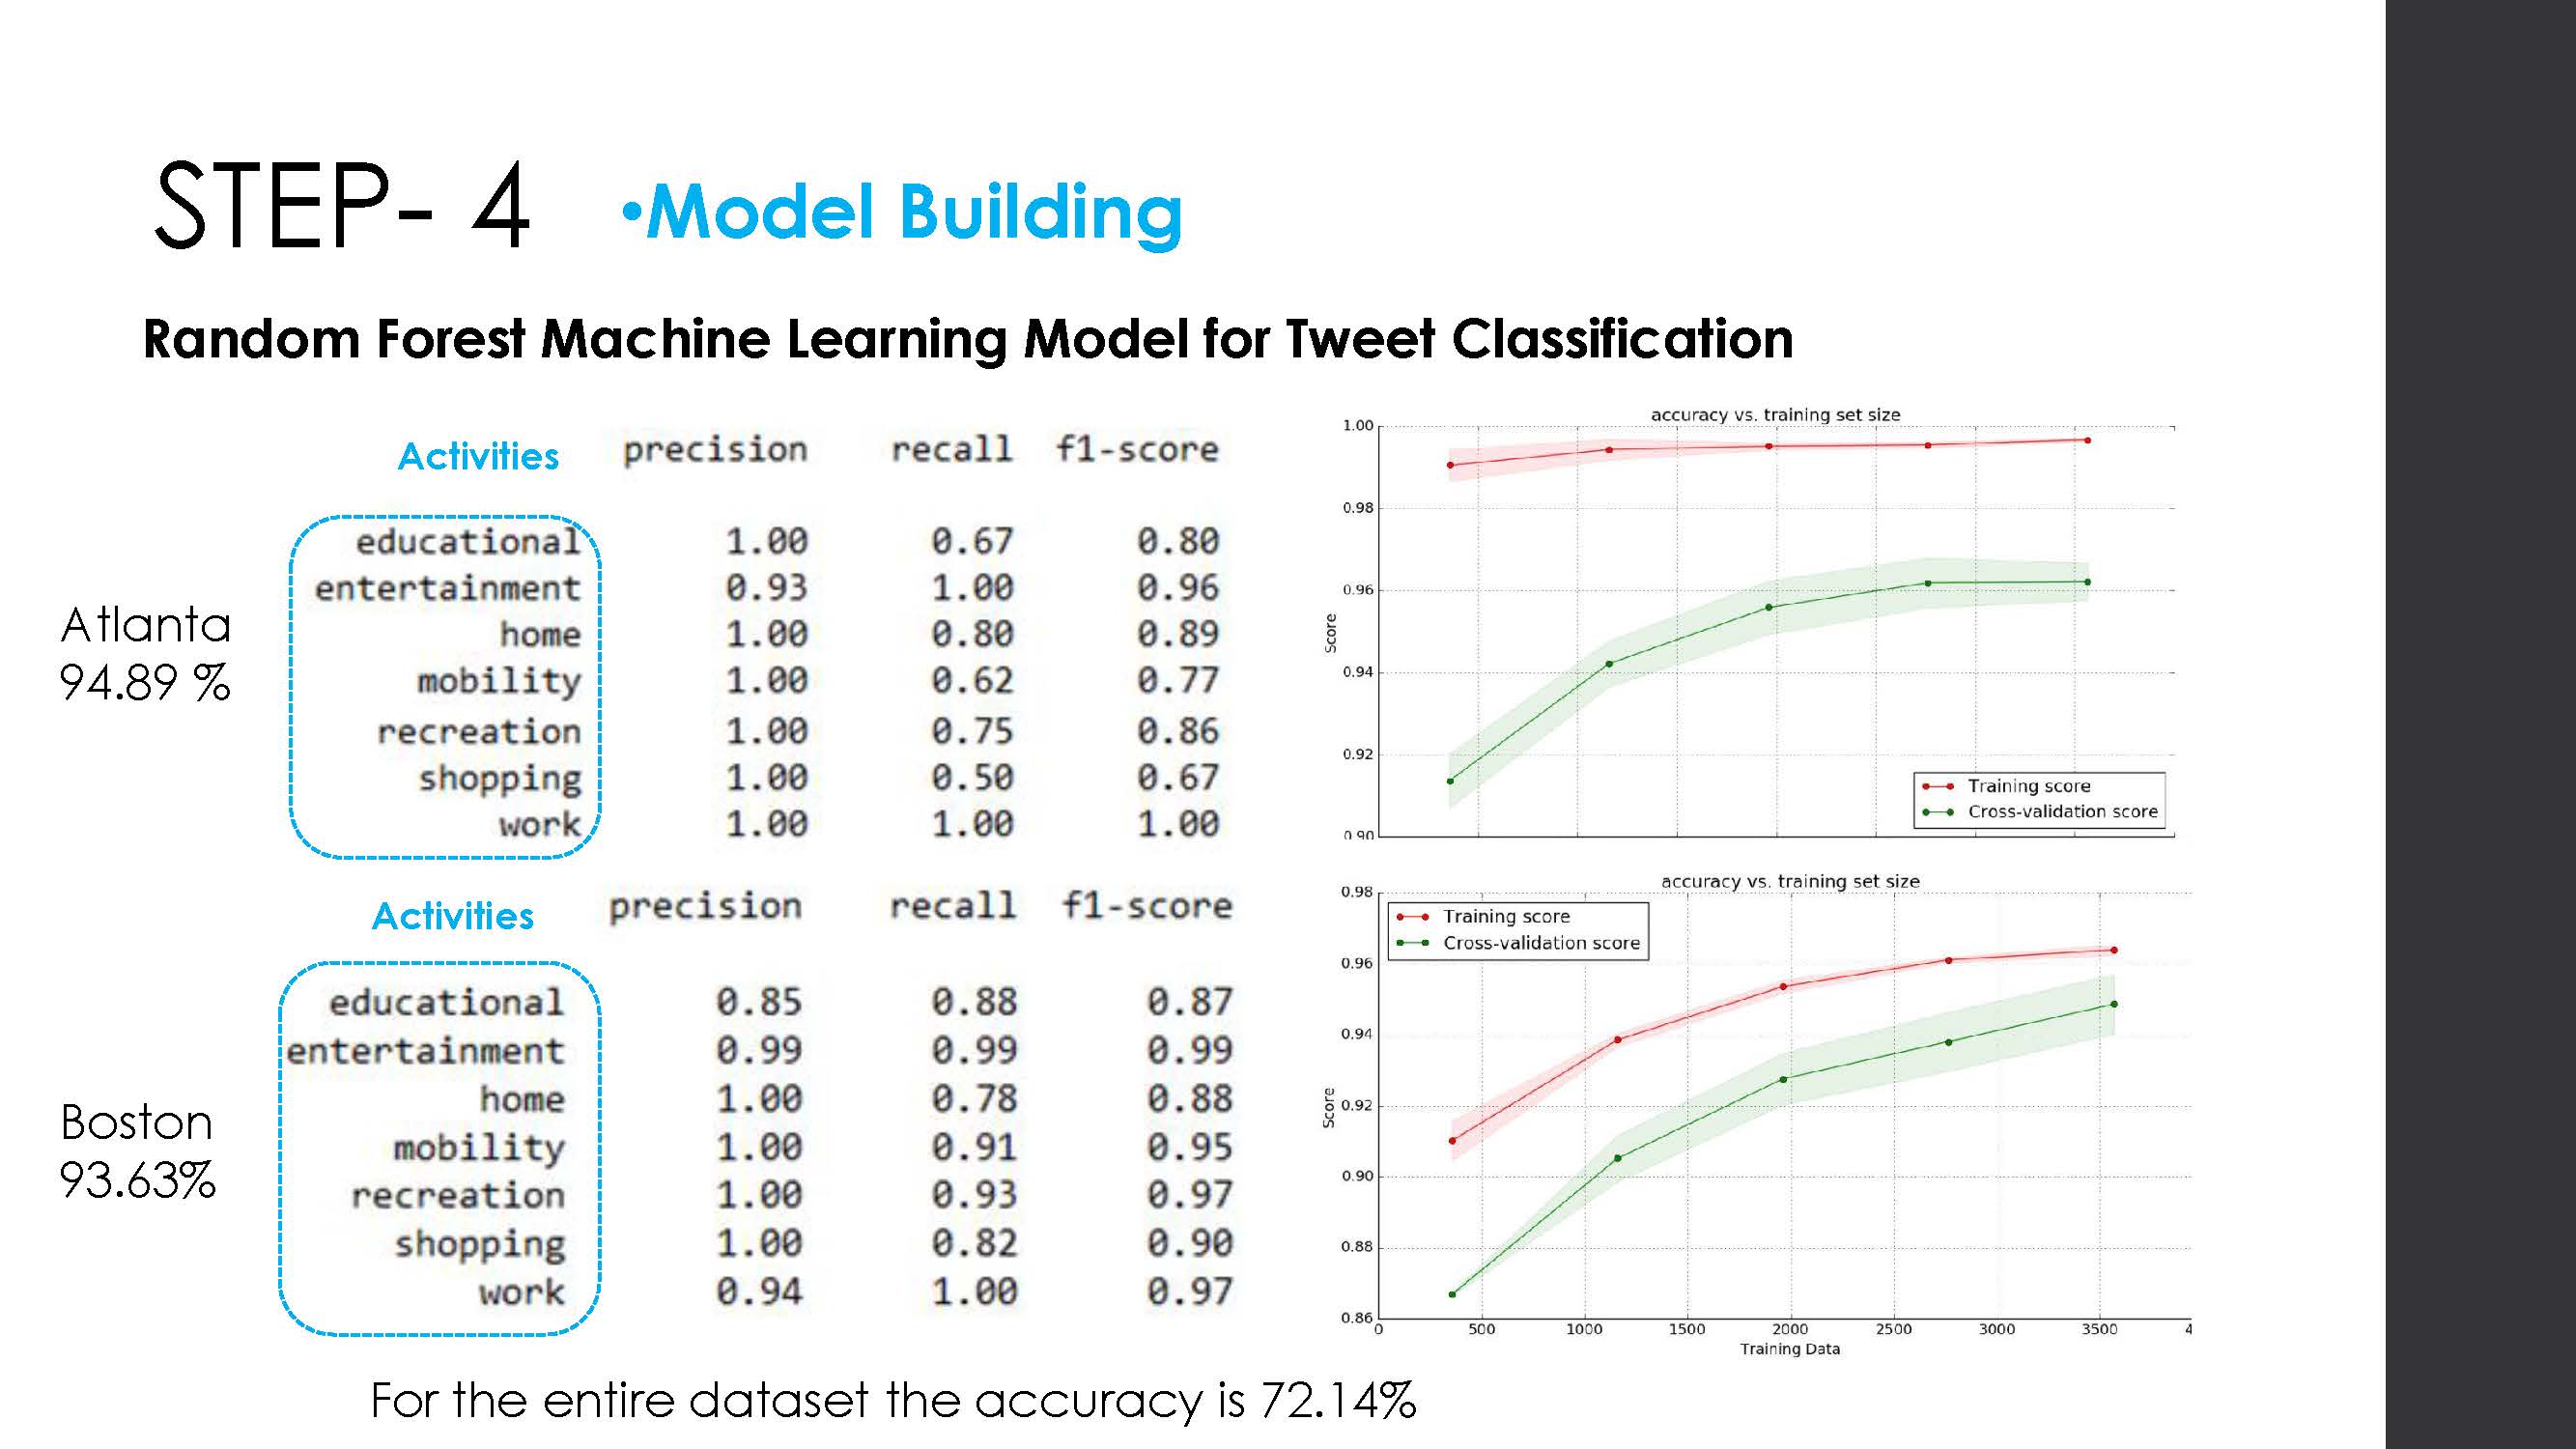 STEP- 4
•Model Building
Random Forest Machine Learning Model for Tweet Classification
Activities precision recall f1-score
educational 1.00 0.67 0.80
entertainment 0.93 1.00 0.96
home 1.00 0.80 0.89
mobility 1.00 0.62 0.77
recreation 1.00 0.75 0.86
shopping 1.00 0.50 0.67
work 1.00 1.00 1.00
Atlanta
94.89 %
Activities precision recall f1-score
educational 0.85 0.88 0.87
entertainment 0.99 0.99 0.99
home 1.00 0.78 0.88
mobility 1.00 0.91 0.95
recreation 1.00 0.93 0.97
shopping 1.00 0.82 0.90
work 0.94 1.00 0.97
Boston
93.63%
accuracy vs. training set size
1.00
0.98
0.96
0.94
0.92
0.90
Score
Training score
Cross-validation score
accuracy vs. training set size
0.98
0.96
0.94
0.92
0.90
0.88
0.86
Score
Training score
Cross-validation score
0 500 1000 1500 2000 2500 3000 3500 4
Training Data
For the entire dataset the accuracy is 72.14%